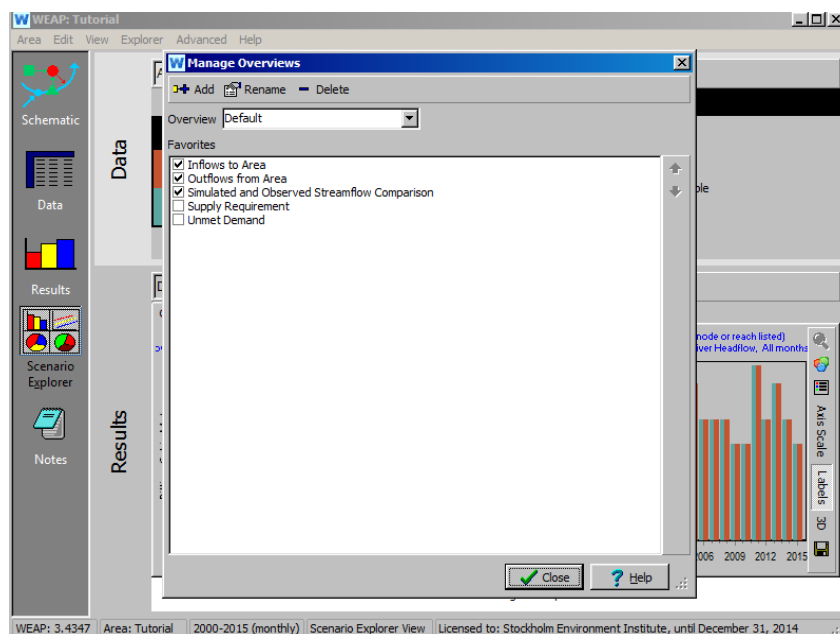 WEAP: Tutorial
Area Edit View Explorer Advanced Help
Manage Overviews
Add Rename Delete
Overview Default
Favorites
Inflows to Area
Outflows from Area
Simulated and Observed Streamflow Comparison
Supply Requirement
Unmet Demand
Close Help
Schematic
Data
Results
Scenario
Explorer
Notes
Data
Results
node or reach listed)
Headflow, All months
Axis Scale
Labels
3D
2006 2009 2012 2015
WEAP: 3.4347 Area: Tutorial 2000-2015 (monthly) Scenario Explorer View Licensed to: Stockholm Environment Institute, until December 31, 2014